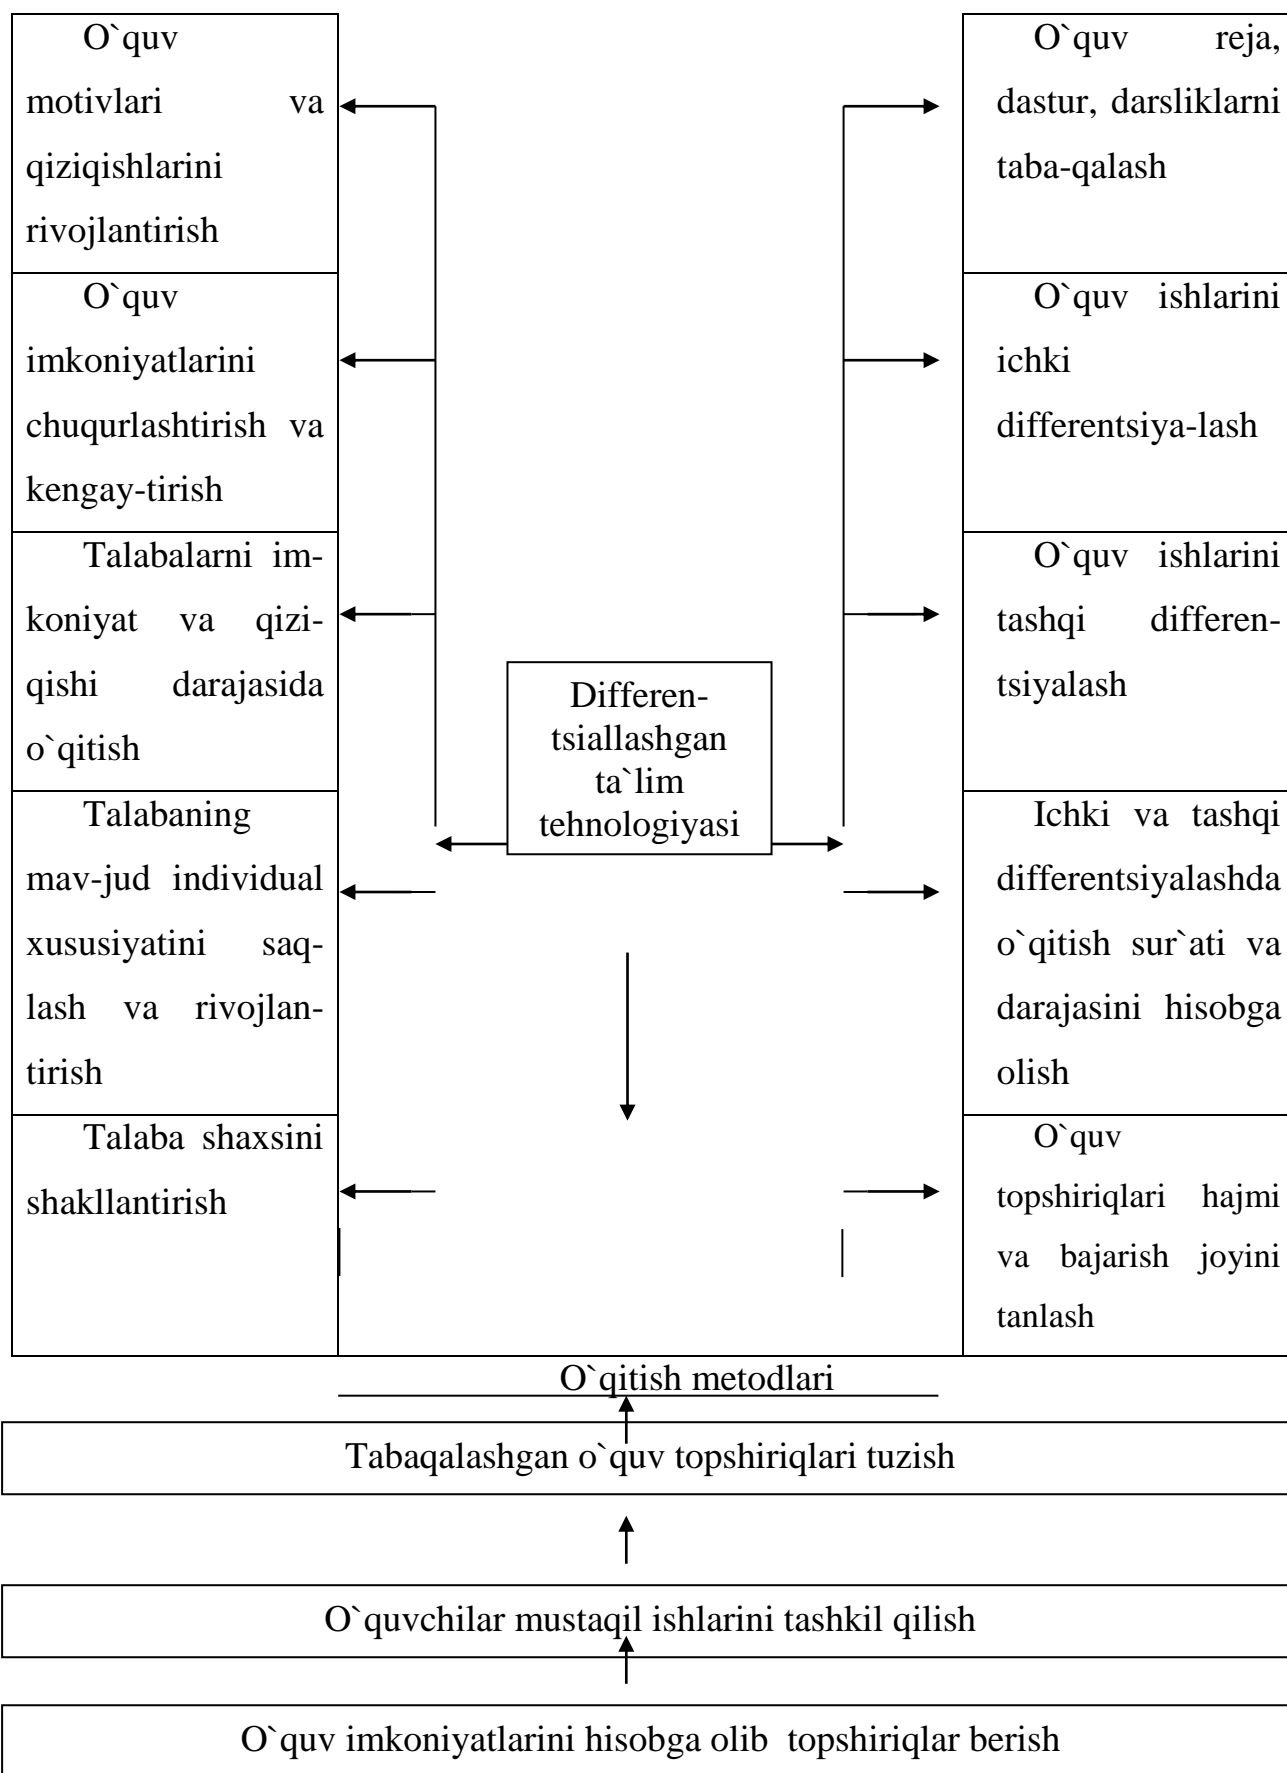 O`quv
motivlari va
qiziqishlarini
rivojlantirish
O`quv
imkoniyatlarini
chuqurlashtirish va
kengay-tirish
Talabalarni im-
koniyat va qizi-
qishi darajasida
o`qitish
Talabaning
mav-jud individual
xususiyatini saq-
lash va rivojlan-
tirish
Talaba shaxsini
shakllantirish
Differen-
tsiallashgan
ta`lim
tehnologiyasi
O`quv reja,
dastur, darsliklarni
taba-qalash
O`quv ishlarini
ichki
differentsiya-lash
O`quv ishlarini
tashqi differen-
tsiyalash
Ichki va tashqi
differentsiyalashda
o`qitish sur`ati va
darajasini hisobga
olish
O`quv
topshiriqlari hajmi
va bajarish joyini
tanlash
O`qitish metodlari
Tabaqalashgan o`quv topshiriqlari tuzish
O`quvchilar mustaqil ishlarini tashkil qilish
O`quv imkoniyatlarini hisobga olib topshiriqlar berish